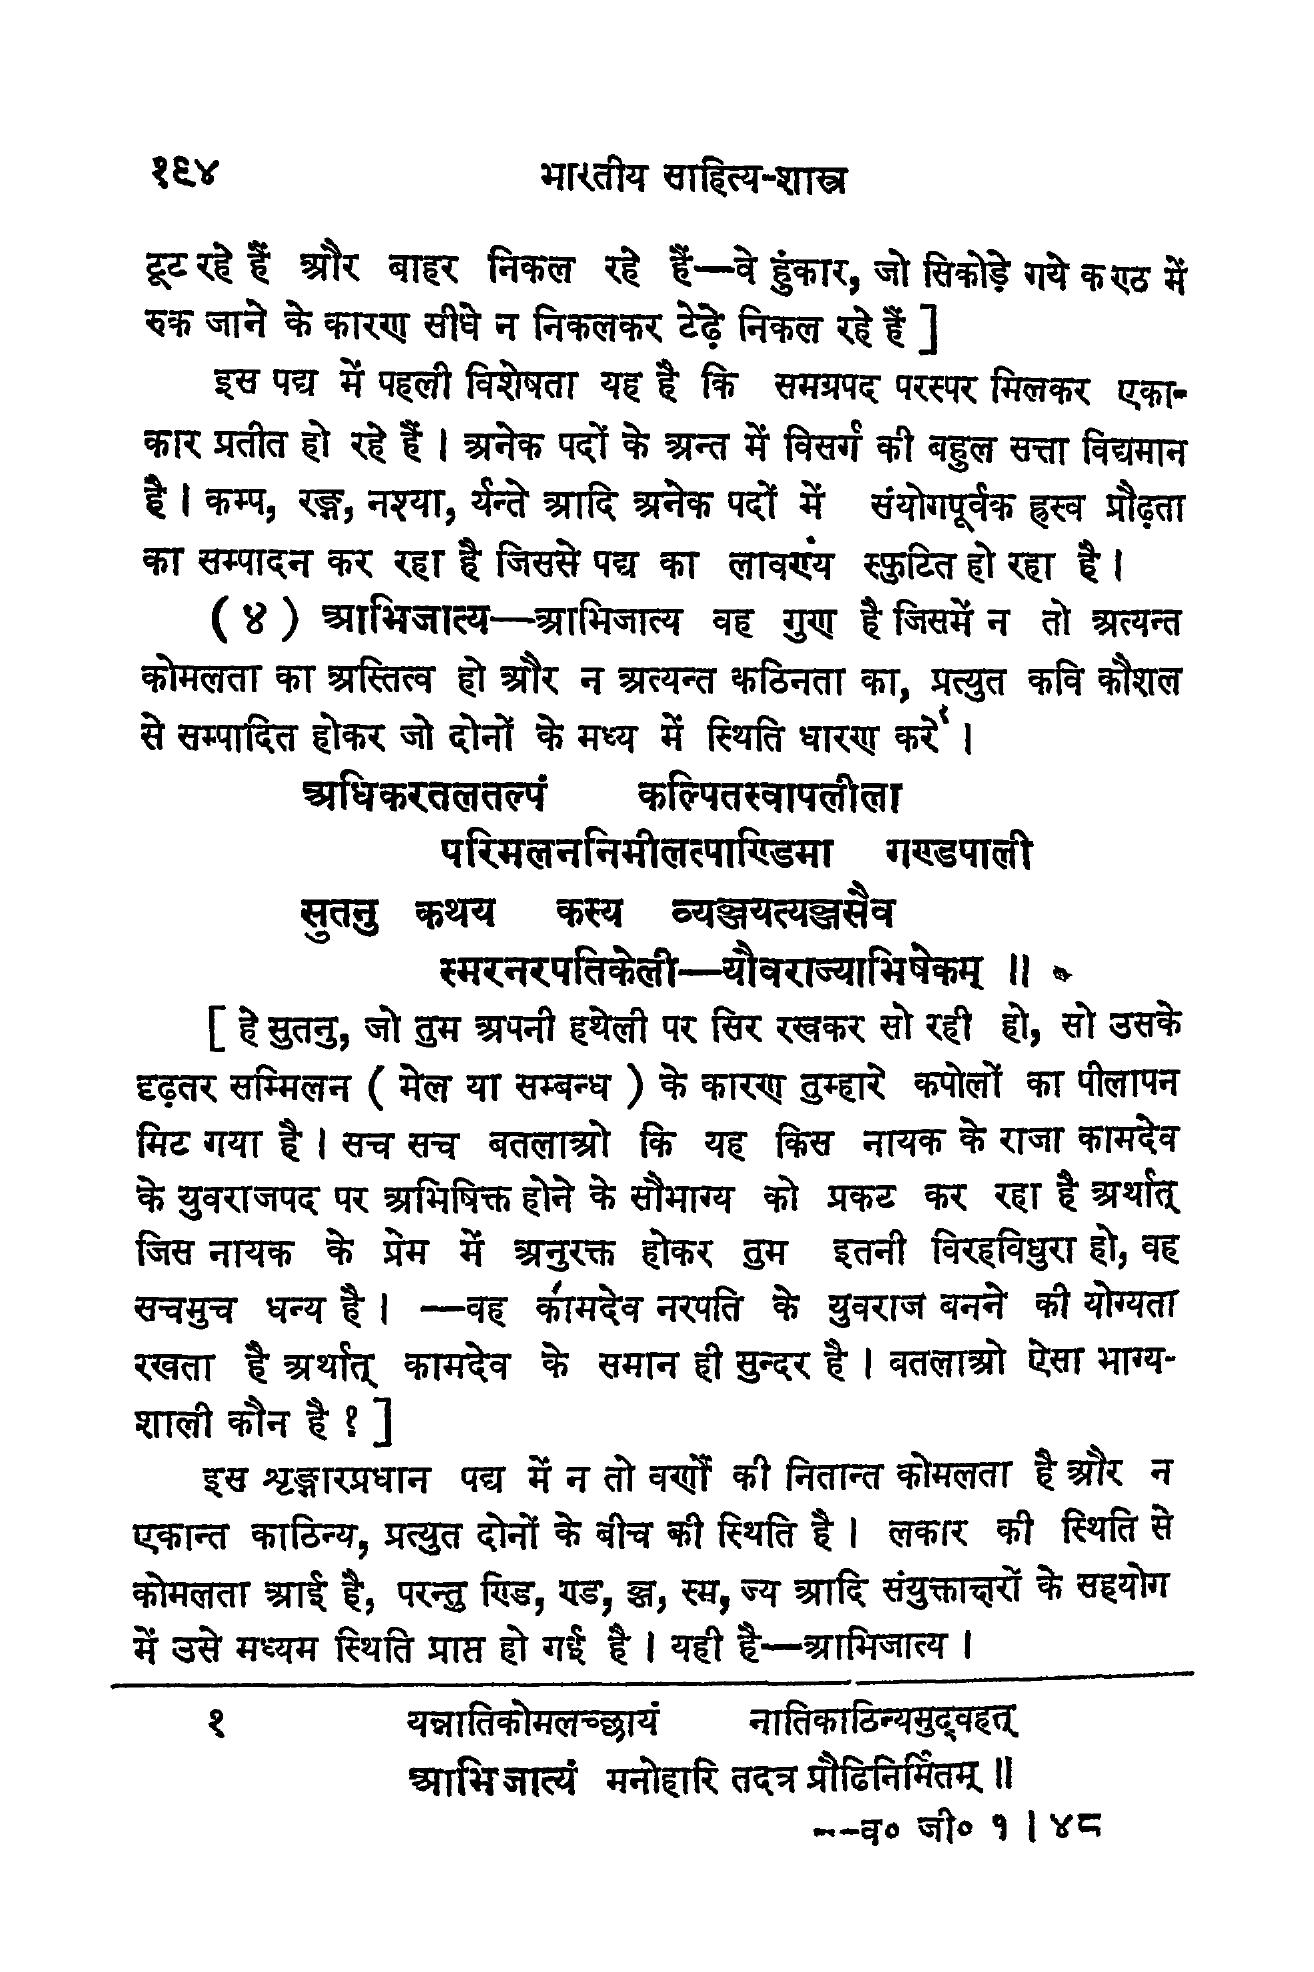 १९४ भारतीय साहित्य-शास्त्र
टूट रहे हैं और बाहर निकल रहे हैं—वे हुंकार, जो सिकोड़े गये कण्ठ में
रुक जाने के कारण सीधे न निकलकर टेढ़े निकल रहे हैं ]
इस पद्य में पहली विशेषता यह है कि समग्रपद परस्पर मिलकर एका-
कार प्रतीत हो रहे हैं । अनेक पदों के अन्त में विसर्ग की बहुल सत्ता विद्यमान
है । कम्प, रङ्ग, नश्या, र्यन्ते आदि अनेक पदों में संयोगपूर्वक ह्रस्व प्रौढ़ता
का सम्पादन कर रहा है जिससे पद्य का लावण्य स्फुटित हो रहा है ।
( ४ ) आभिजात्य—आभिजात्य वह गुण है जिसमें न तो अत्यन्त
कोमलता का अस्तित्व हो और न अत्यन्त कठिनता का, प्रत्युत कवि कौशल
से सम्पादित होकर जो दोनों के मध्य में स्थिति धारण करे१ ।
अधिकरतलतल्पं कल्पितस्वापलीला
परिमलननिमीलत्पाण्डिमा गण्डपाली
सुतनु कथय कस्य व्यञ्जयत्यञ्जसैव
स्मरनरपतिकेली—यौवराज्याभिषेकम् ॥
[ हे सुतनु, जो तुम अपनी हथेली पर सिर रखकर सो रही हो, सो उसके
दृढ़तर सम्मिलन ( मेल या सम्बन्ध ) के कारण तुम्हारे कपोलों का पीलापन
मिट गया है । सच सच बतलाओ कि यह किस नायक के राजा कामदेव
के युवराजपद पर अभिषिक्त होने के सौभाग्य को प्रकट कर रहा है अर्थात्
जिस नायक के प्रेम में अनुरक्त होकर तुम इतनी विरहविधुरा हो, वह
सचमुच धन्य है । —वह कामदेव नरपति के युवराज बनने की योग्यता
रखता है अर्थात् कामदेव के समान ही सुन्दर है । बतलाओ ऐसा भाग्य-
शाली कौन है ? ]
इस शृङ्गारप्रधान पद्य में न तो वर्णों की नितान्त कोमलता है और न
एकान्त काठिन्य, प्रत्युत दोनों के बीच की स्थिति है । लकार की स्थिति से
कोमलता आई है, परन्तु ण्डि, ण्ड, ञ्ज, स्म, ज्य आदि संयुक्ताक्षरों के सहयोग
में उसे मध्यम स्थिति प्राप्त हो गई है । यही है—आभिजात्य ।
१ यन्नातिकोमलच्छायं नातिकाठिन्यमुद्वहत्
आभिजात्यं मनोहारि तदत्र प्रौढिनिर्मितम् ॥
--व० जी० १ । ४८